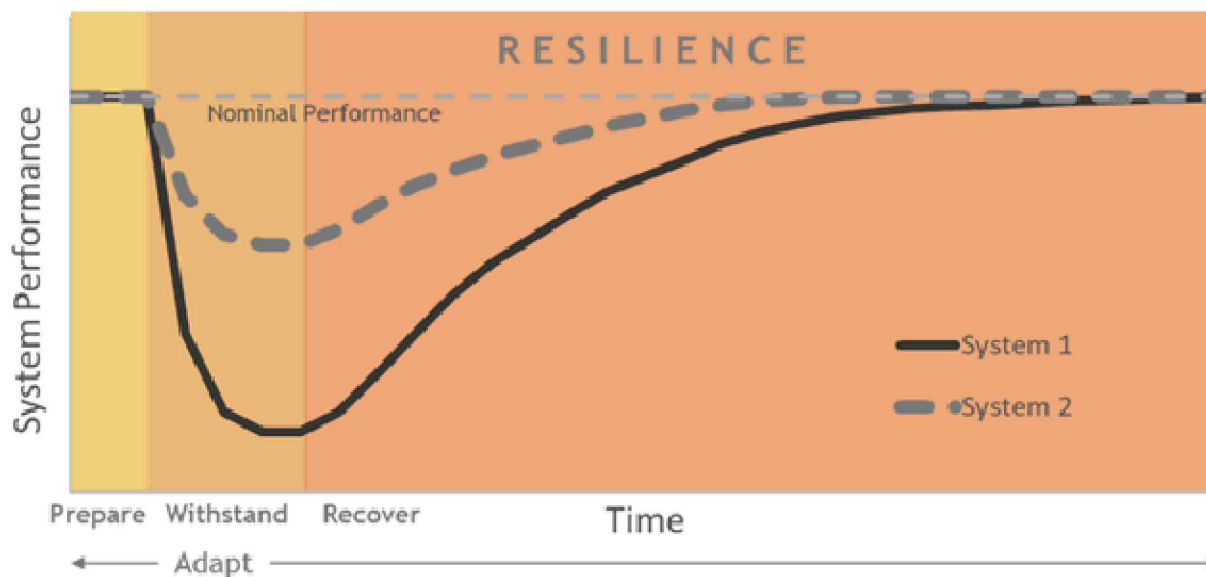 RESILIENCE
Nominal Performance
System Performance
System 1
System 2
Prepare Withstand Recover
Time
Adapt